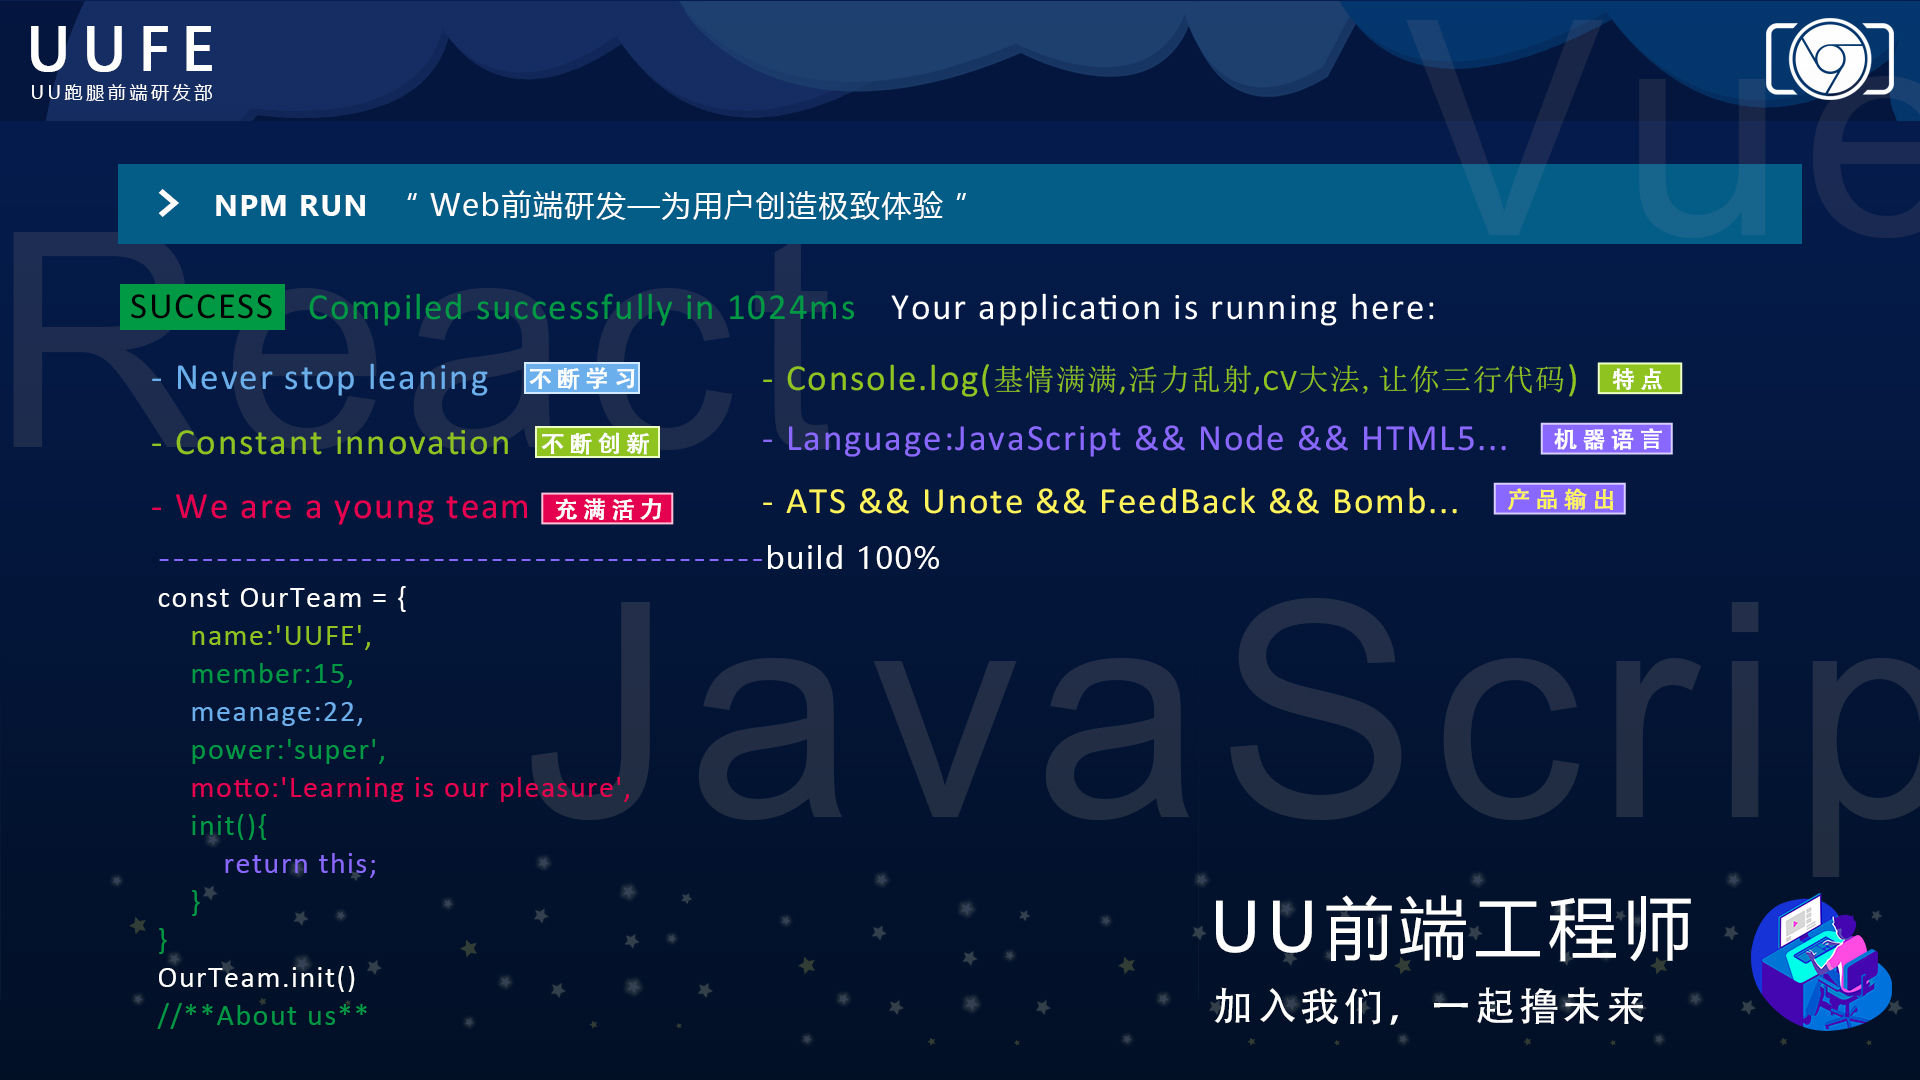 UUFE
UU跑腿前端研发部
Vue
NPM RUN “ Web前端研发—为用户创造极致体验 ”
React
SUCCESS Compiled successfully in 1024ms Your application is running here:
- Never stop leaning 不断学习
- Constant innovation 不断创新
- We are a young team 充满活力
- Console.log(基情满满,活力乱射,CV大法, 让你三行代码) 特点
- Language:JavaScript && Node && HTML5... 机器语言
- ATS && Unote && FeedBack && Bomb... 产品输出
------------------------------------------build 100%
const OurTeam = {
name:'UUFE',
member:15,
meanage:22,
power:'super',
motto:'Learning is our pleasure',
init(){
return this;
}
}
OurTeam.init()
//**About us**
JavaScrip
UU前端工程师
加入我们, 一起撸未来